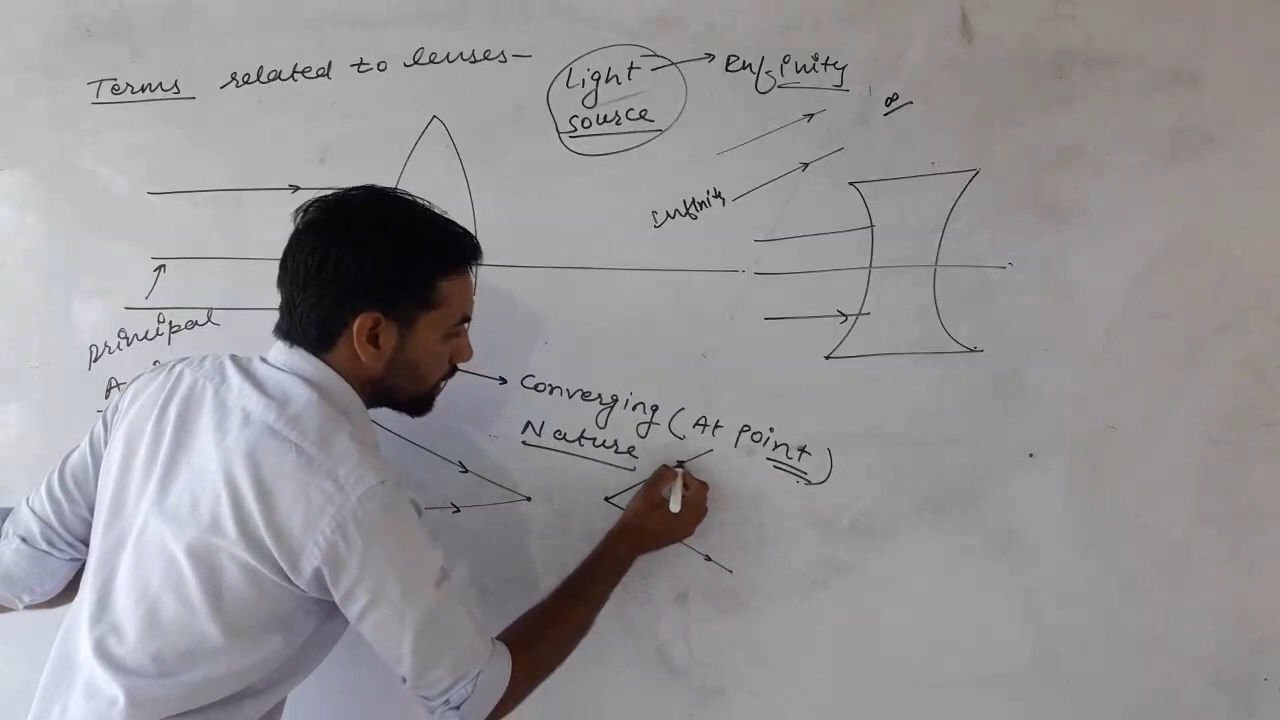 Terms related to lenses-
Light
source
Infinity
∞
Infinity
Principal
A
Converging (At point)
Nature